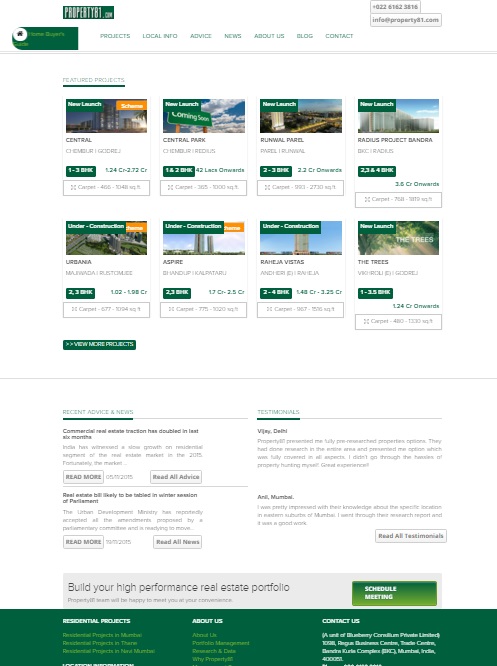 PROPERTY81.COM
+022 6162 3816
info@property81.com
Home Buyer's
Guide
PROJECTS LOCAL INFO ADVICE NEWS ABOUT US BLOG CONTACT
FEATURED PROJECTS
New Launch
Scheme
CENTRAL
CHEMBUR | GODREJ
1 - 3 BHK 1.24 Cr-2.72 Cr
Carpet - 466 - 1048 sq.ft
New Launch
Coming Soon
CENTRAL PARK
CHEMBUR | REDIUS
1 & 2 BHK 42 Lacs Onwards
Carpet - 365 - 1000 sq.ft
New Launch
RUNWAL PAREL
PAREL | RUNWAL
2 - 3 BHK 2.2 Cr Onwards
Carpet - 993 - 2730 sq.ft
New Launch
RADIUS PROJECT BANDRA
BKC | RADIUS
2,3 & 4 BHK
3.6 Cr Onwards
Carpet - 768 - 1819 sq.ft
Under - Construction
heme
URBANIA
MAJIWADA | RUSTOMJEE
2, 3 BHK 1.02 - 1.98 Cr
Carpet - 677 - 1094 sq.ft
Under - Construction
heme
ASPIRE
BHANDUP | KALPATARU
2,3 BHK 1.7 Cr- 2.5 Cr
Carpet - 775 - 1020 sq.ft
Under - Construction
RAHEJA VISTAS
ANDHERI (E) | RAHEJA
2 - 4 BHK 1.48 Cr - 3.25 Cr
Carpet - 967 - 1516 sq.ft
New Launch
THE TREES
THE TREES
VIKHROLI (E) | GODREJ
1 - 3.5 BHK
1.24 Cr Onwards
Carpet - 480 - 1330 sq.ft
>> VIEW MORE PROJECTS
RECENT ADVICE & NEWS
Commercial real estate traction has doubled in last
six months
India has witnessed a slow growth on residential
segment of the real estate market in the 2015.
Fortunately, the market ...
READ MORE 05/11/2015 Read All Advice
Real estate bill likely to be tabled in winter session
of Parliament
The Urban Development Ministry has reportedly
accepted all the amendments proposed by a
parliamentary committee and is readying to move...
READ MORE 19/11/2015 Read All News
TESTIMONIALS
Vijay, Delhi
Property81 presented me fully pre-researched properties options. They
had done research in the entire area and presented me option which
was fully covered in all aspects. I didn't go through the hassles of
property hunting myself. Great experience!!
Anil, Mumbai.
I was pretty impressed with their knowledge about the specific location
in eastern suburbs of Mumbai. I went through their research report and
it was a good work.
Read All Testimonials
Build your high performance real estate portfolio
Property81 team will be happy to meet you at your convenience.
SCHEDULE
MEETING
RESIDENTIAL PROJECTS
Residential Projects in Mumbai
Residential Projects in Thane
Residential Projects in Navi Mumbai
LOCATION INFORMATION
ABOUT US
About Us
Portfolio Management
Research & Data
Why Property81
CONTACT US
(A unit of Blueberry Consilium Private Limited)
1098, Regus Business Centre, Trade Centre,
Bandra Kurla Complex (BKC), Mumbai, India,
400051.